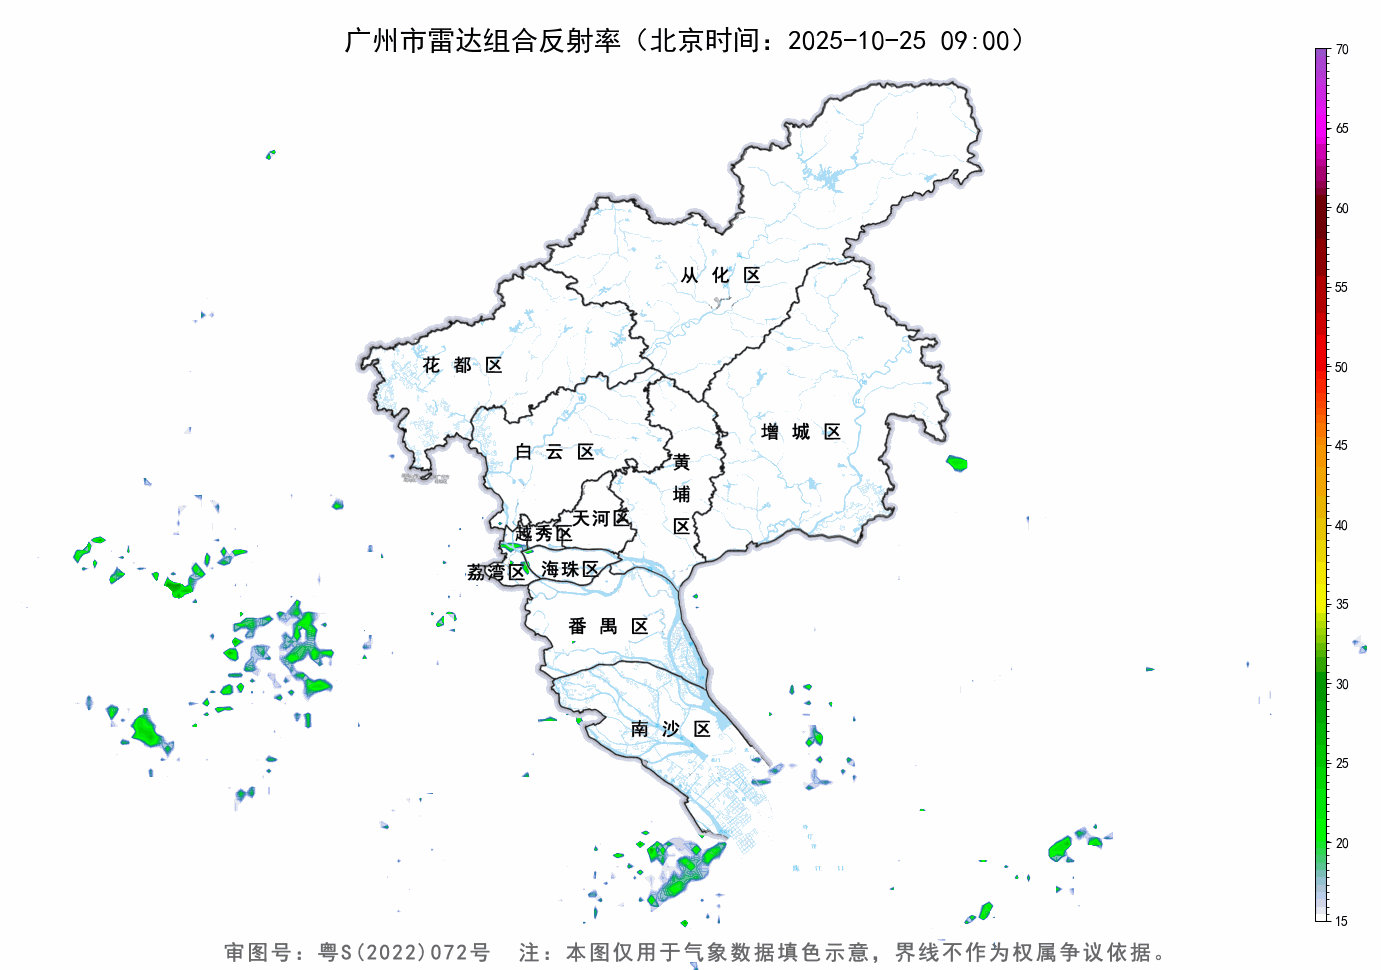 广州市雷达组合反射率（北京时间：2025-10-25 09:00）
70
65
60
55
50
45
40
35
30
25
20
15
从化区
花都区
增城区
白云区
黄埔区
天河区
越秀区
海珠区
荔湾区
番禺区
南沙区
审图号：粤S(2022)072号 注：本图仅用于气象数据填色示意，界线不作为权属争议依据。